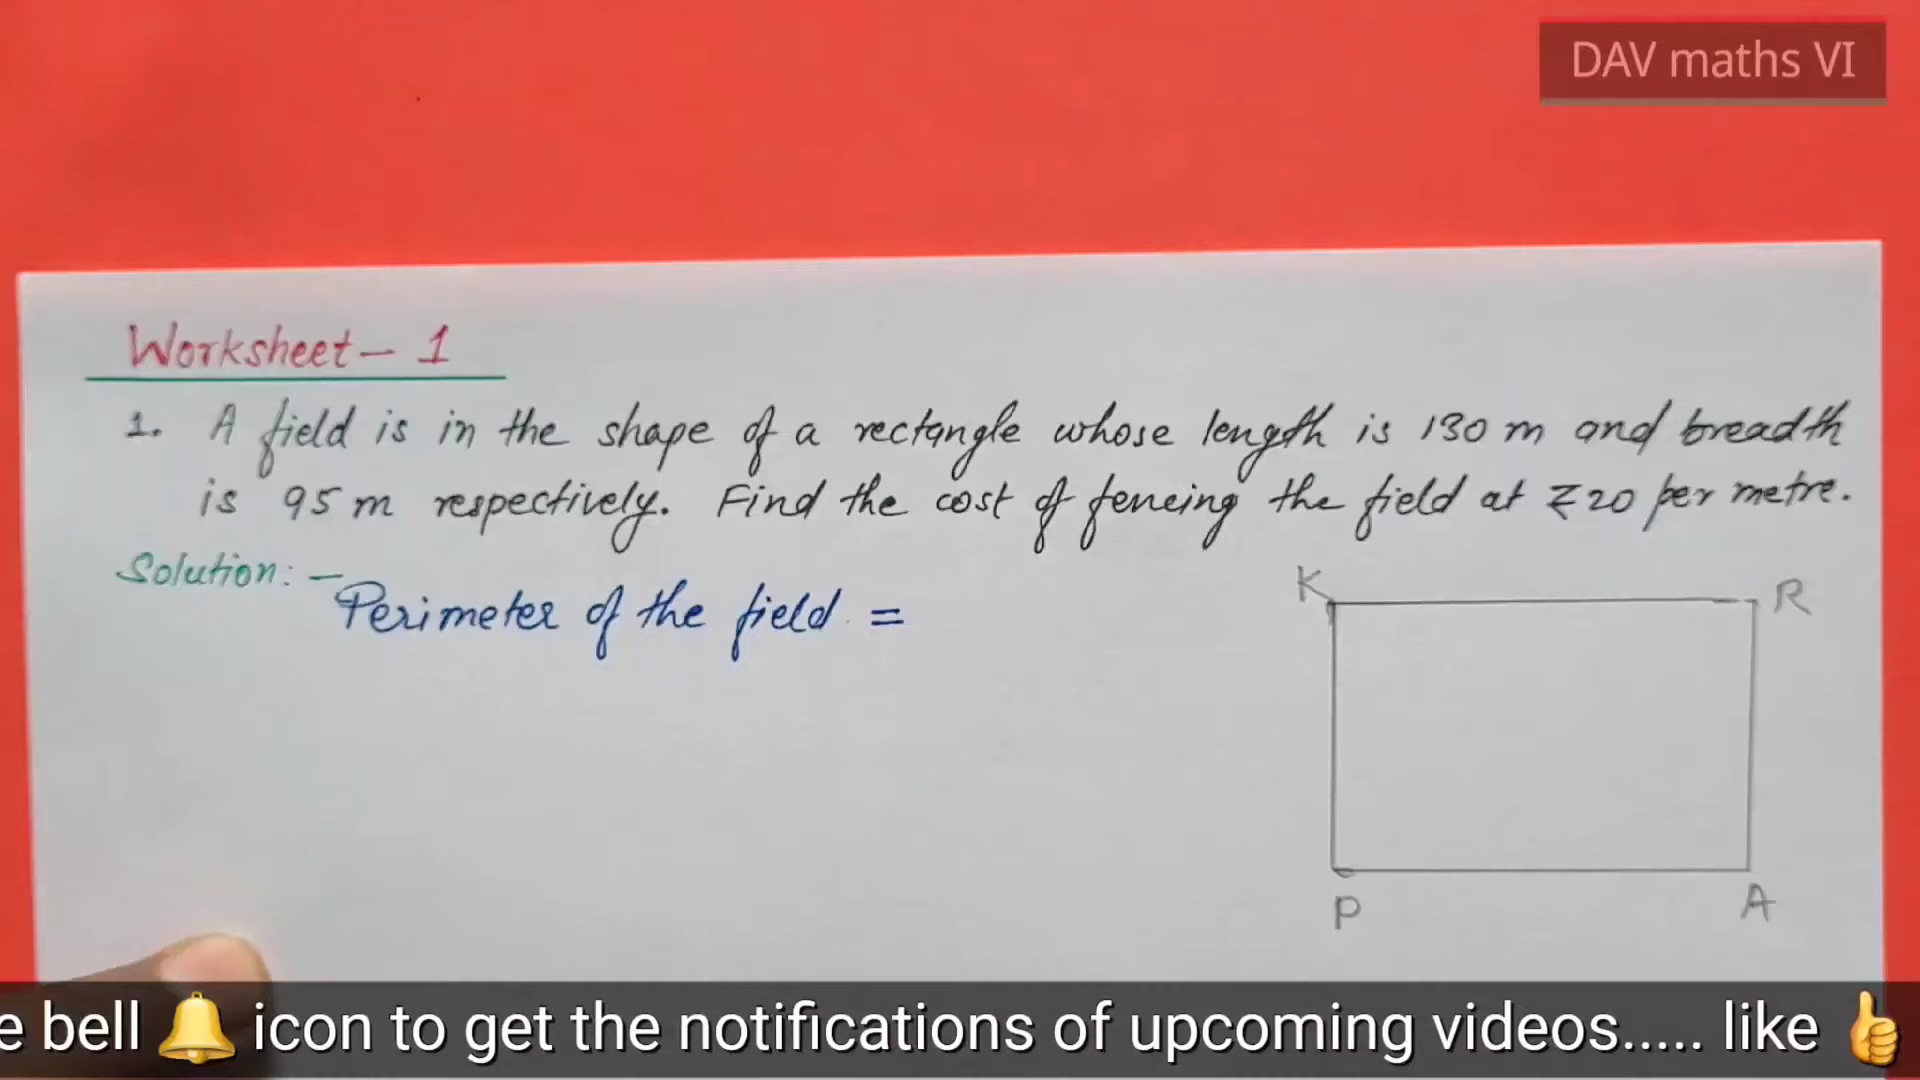 DAV maths VI
Worksheet - 1
1. A field is in the shape of a rectangle whose length is 130 m and breadth
is 95 m respectively. Find the cost of fencing the field at ₹20 per metre.
Solution: -
Perimeter of the field =
K R
P A
e bell 🔔 icon to get the notifications of upcoming videos..... like 👍